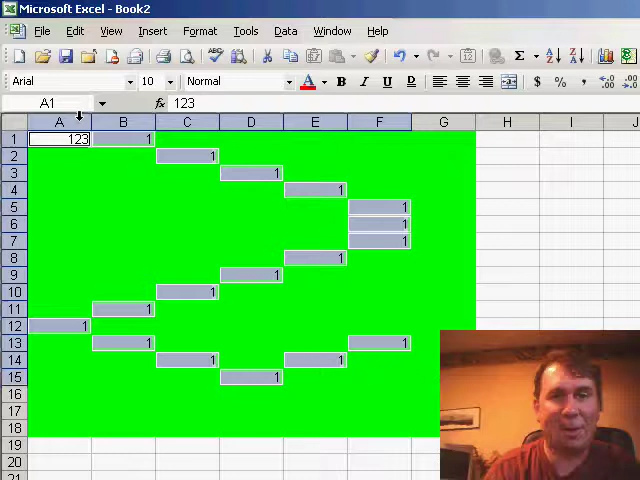 Microsoft Excel - Book2
File Edit View Insert Format Tools Data Window Help
Arial 10 Normal B I U $ % ,
A1 fx 123
A B C D E F G H I J
1 123 1
2 1
3 1
4 1
5 1
6 1
7 1
8 1
9 1
10 1
11 1
12 1
13 1 1
14 1 1
15 1
16
17
18
19
20
21